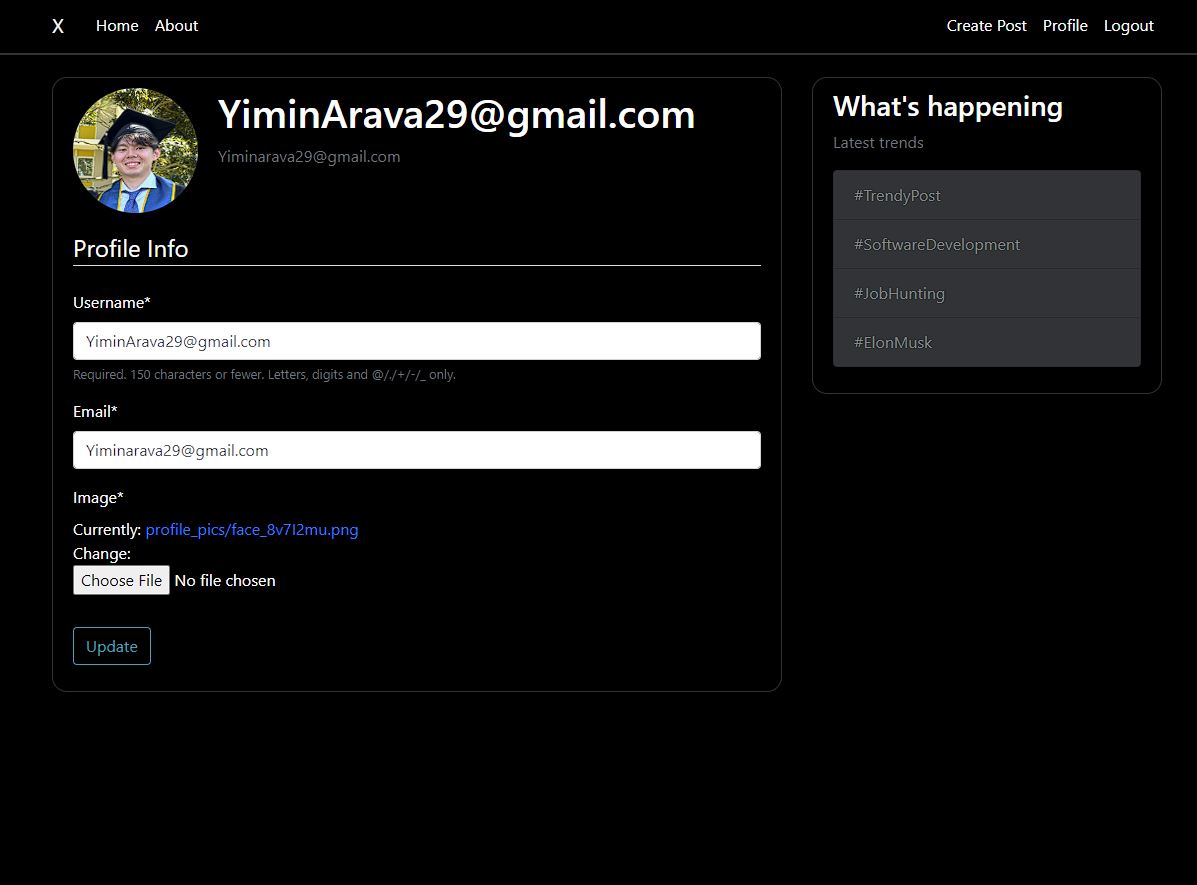 X Home About Create Post Profile Logout
YiminArava29@gmail.com
Yiminarava29@gmail.com
Profile Info
Username*
YiminArava29@gmail.com
Required. 150 characters or fewer. Letters, digits and @/./+/-/_ only.
Email*
Yiminarava29@gmail.com
Image*
Currently: profile_pics/face_8v7l2mu.png
Change:
Choose File No file chosen
Update
What's happening
Latest trends
#TrendyPost
#SoftwareDevelopment
#JobHunting
#ElonMusk